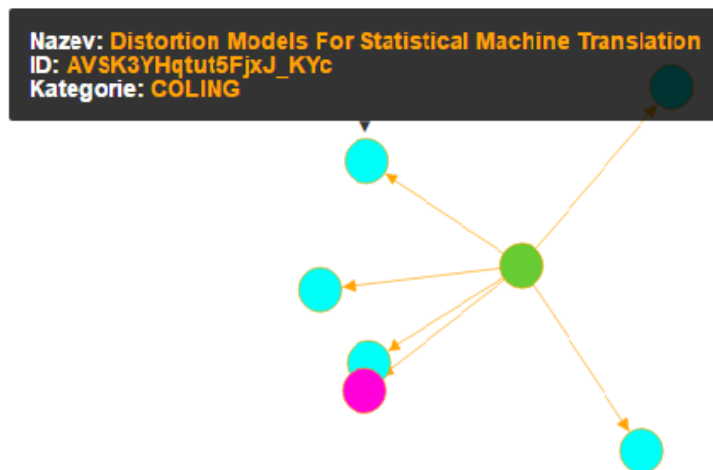 Nazev: Distortion Models For Statistical Machine Translation
ID: AVSK3YHqtut5FjxJ_KYc
Kategorie: COLING